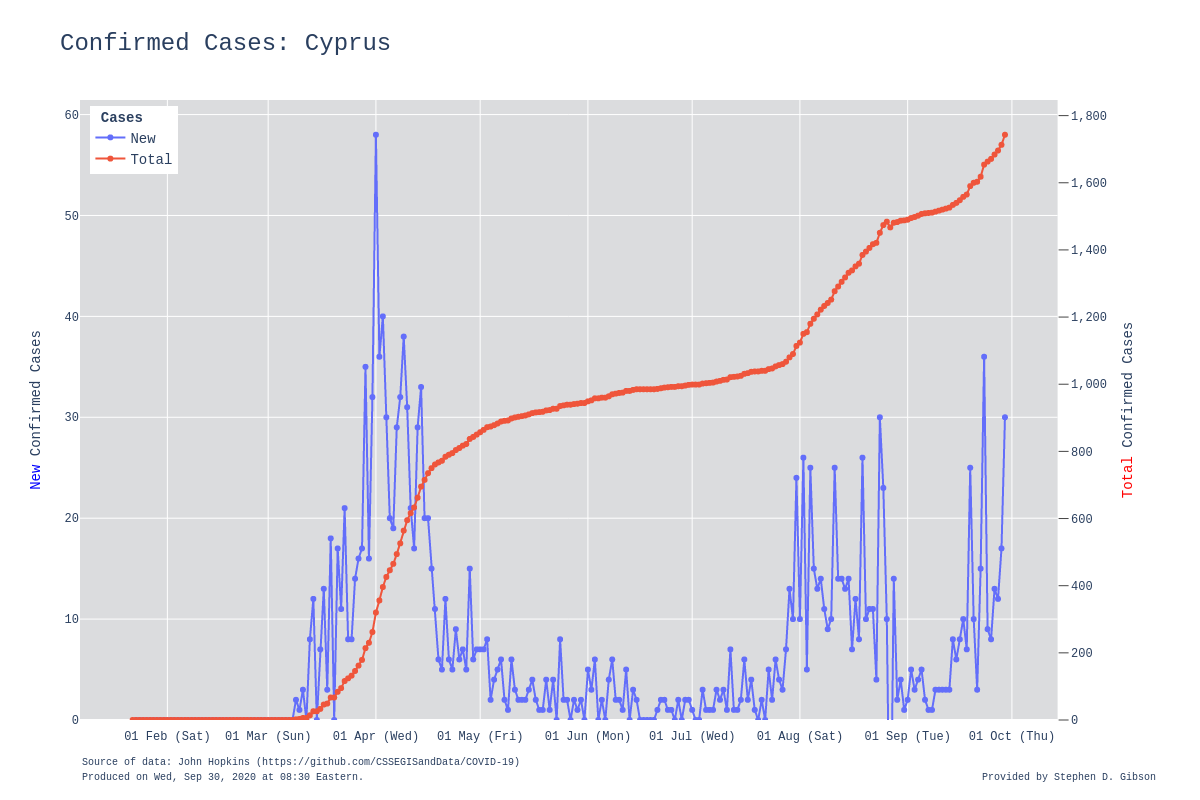 Confirmed Cases: Cyprus
Cases
New
Total
60
50
40
30
20
10
0
1,800
1,600
1,400
1,200
1,000
800
600
400
200
0
New Confirmed Cases
Total Confirmed Cases
01 Feb (Sat) 01 Mar (Sun) 01 Apr (Wed) 01 May (Fri) 01 Jun (Mon) 01 Jul (Wed) 01 Aug (Sat) 01 Sep (Tue) 01 Oct (Thu)
Source of data: John Hopkins (https://github.com/CSSEGISandData/COVID-19)
Produced on Wed, Sep 30, 2020 at 08:30 Eastern.
Provided by Stephen D. Gibson